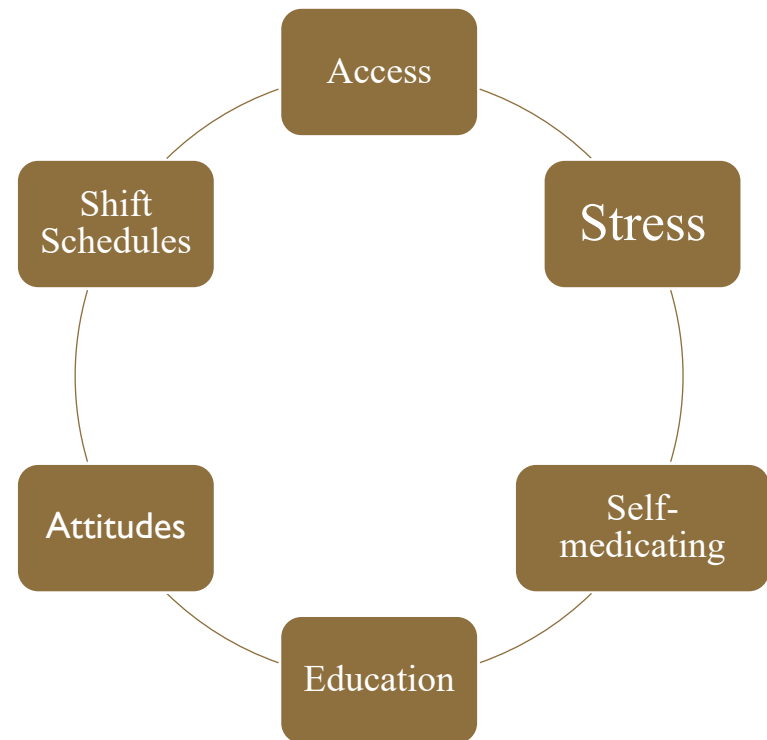 Access
Stress
Self-
medicating
Education
Attitudes
Shift
Schedules